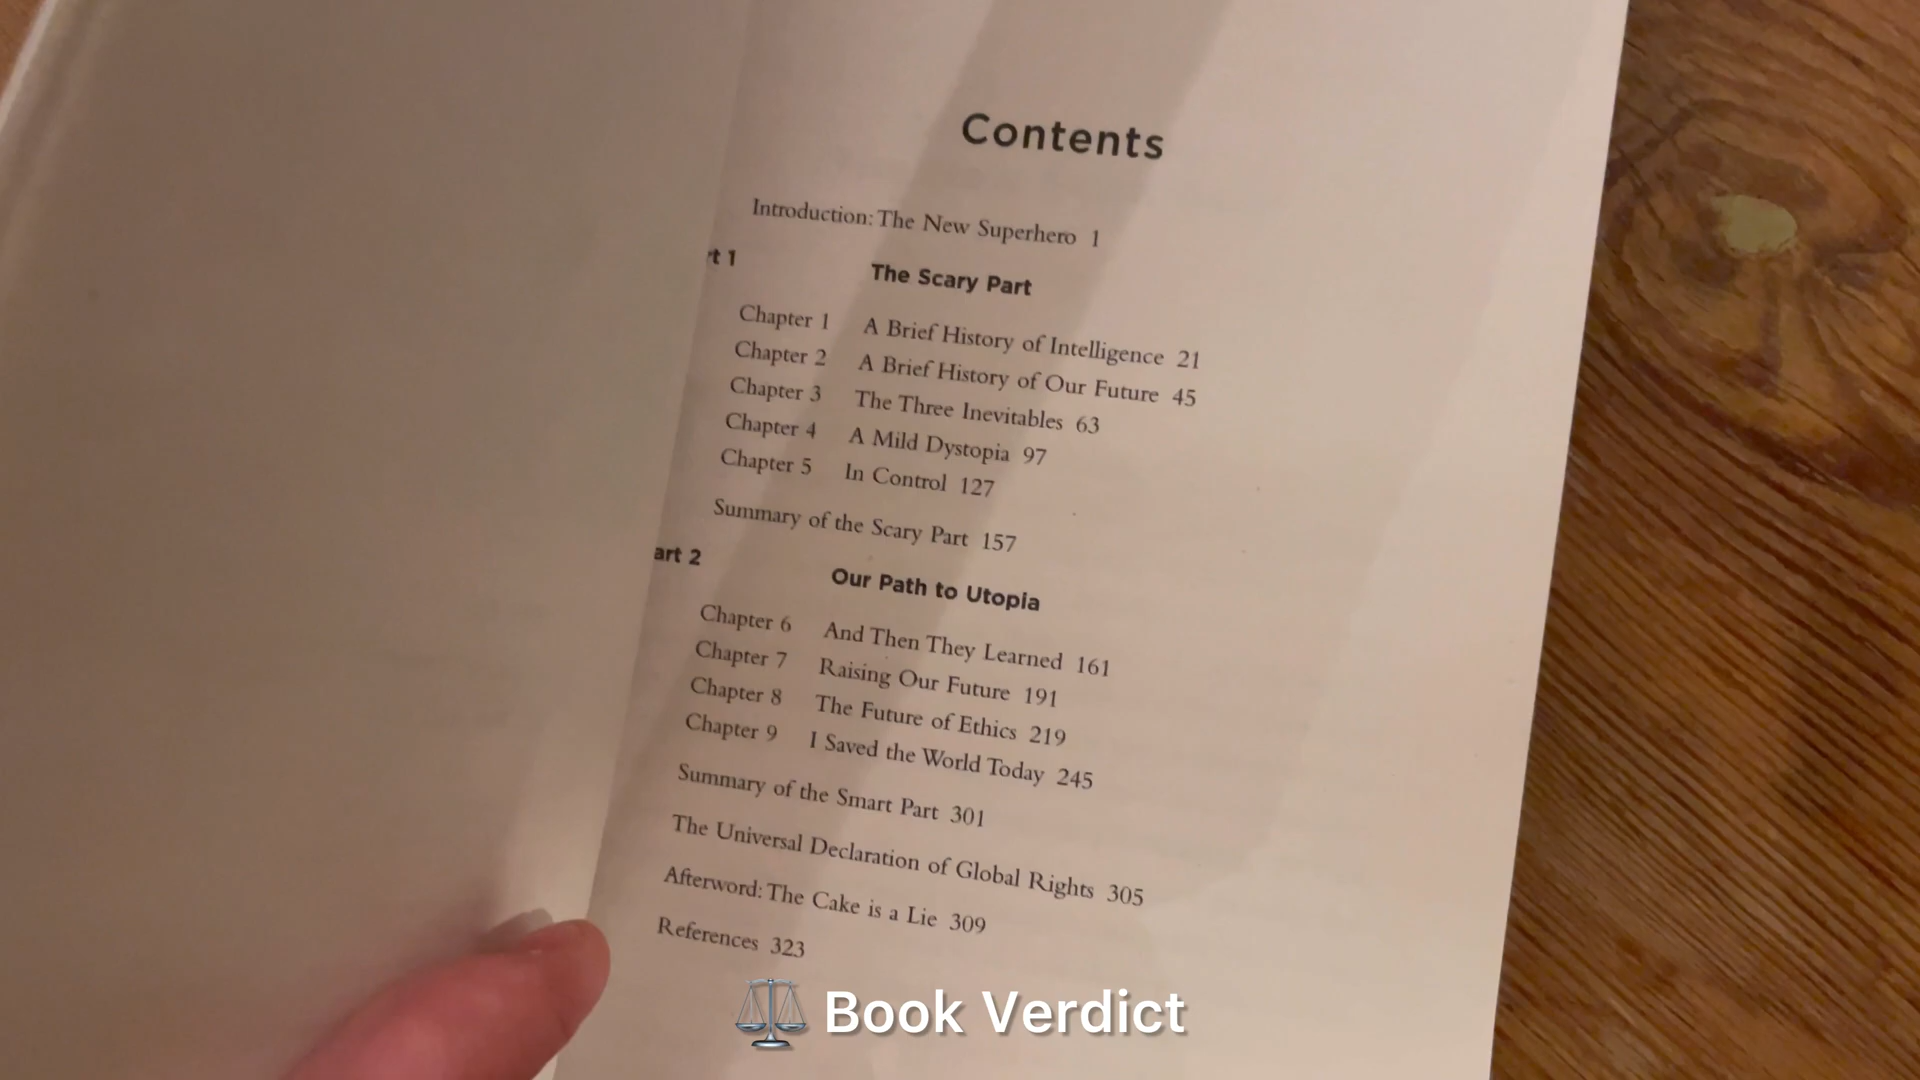 Contents
Introduction: The New Superhero 1
rt 1 The Scary Part
Chapter 1 A Brief History of Intelligence 21
Chapter 2 A Brief History of Our Future 45
Chapter 3 The Three Inevitables 63
Chapter 4 A Mild Dystopia 97
Chapter 5 In Control 127
Summary of the Scary Part 157
art 2 Our Path to Utopia
Chapter 6 And Then They Learned 161
Chapter 7 Raising Our Future 191
Chapter 8 The Future of Ethics 219
Chapter 9 I Saved the World Today 245
Summary of the Smart Part 301
The Universal Declaration of Global Rights 305
Afterword: The Cake is a Lie 309
References 323
Book Verdict